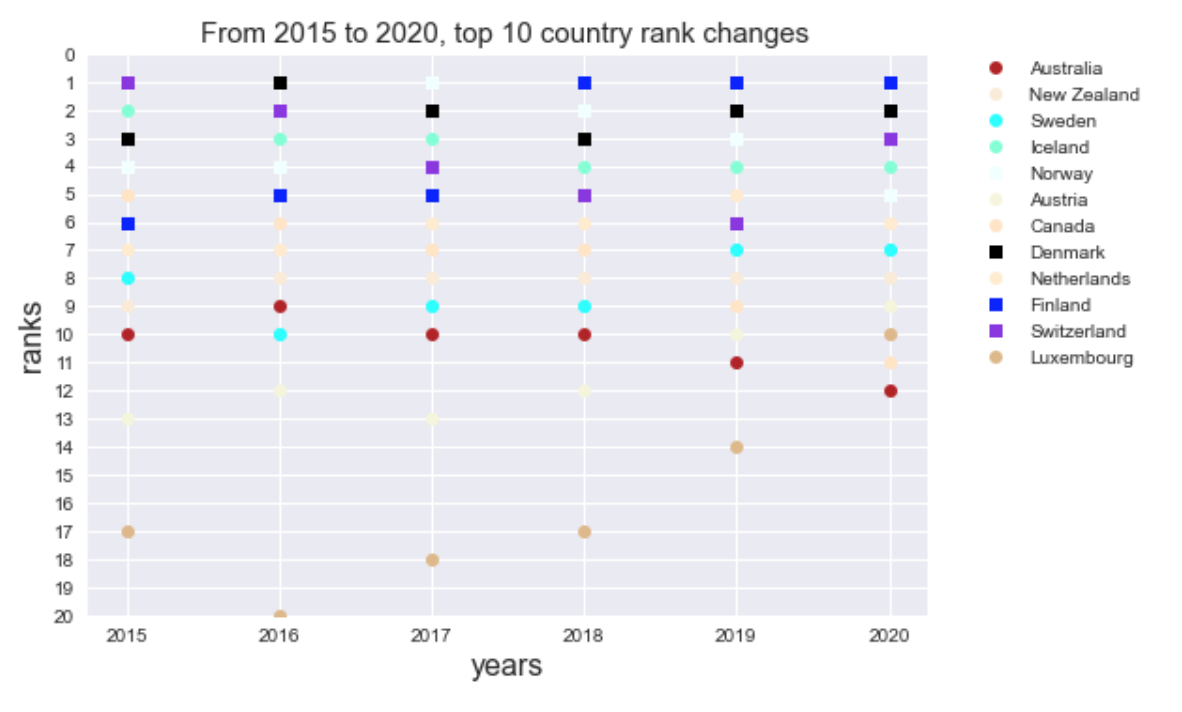 From 2015 to 2020, top 10 country rank changes
0
1
2
3
4
5
6
7
8
9
10
11
12
13
14
15
16
17
18
19
20
ranks
2015 2016 2017 2018 2019 2020
years
Australia
New Zealand
Sweden
Iceland
Norway
Austria
Canada
Denmark
Netherlands
Finland
Switzerland
Luxembourg